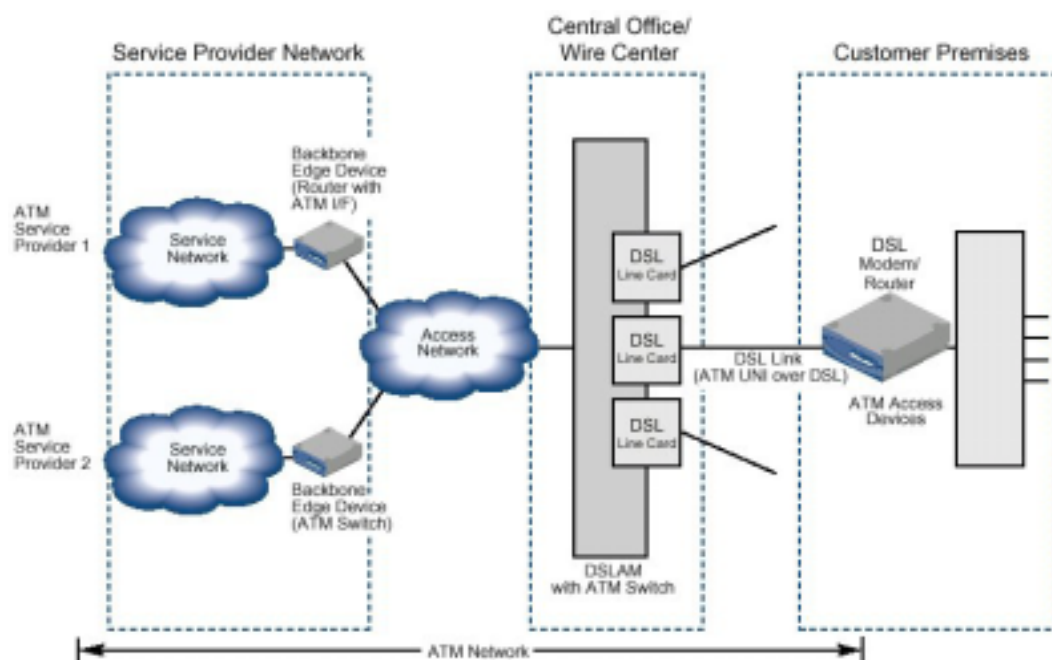 Central Office/
Wire Center
Service Provider Network
Customer Premises
Backbone
Edge Device
(Router with
ATM I/F)
ATM
Service
Provider 1
Service
Network
DSL
Line Card
DSL
Modem/
Router
Access
Network
DSL
Line Card
DSL Link
(ATM UNI over DSL)
ATM Access
Devices
DSL
Line Card
ATM
Service
Provider 2
Service
Network
Backbone
Edge Device
(ATM Switch)
DSLAM
with ATM Switch
ATM Network